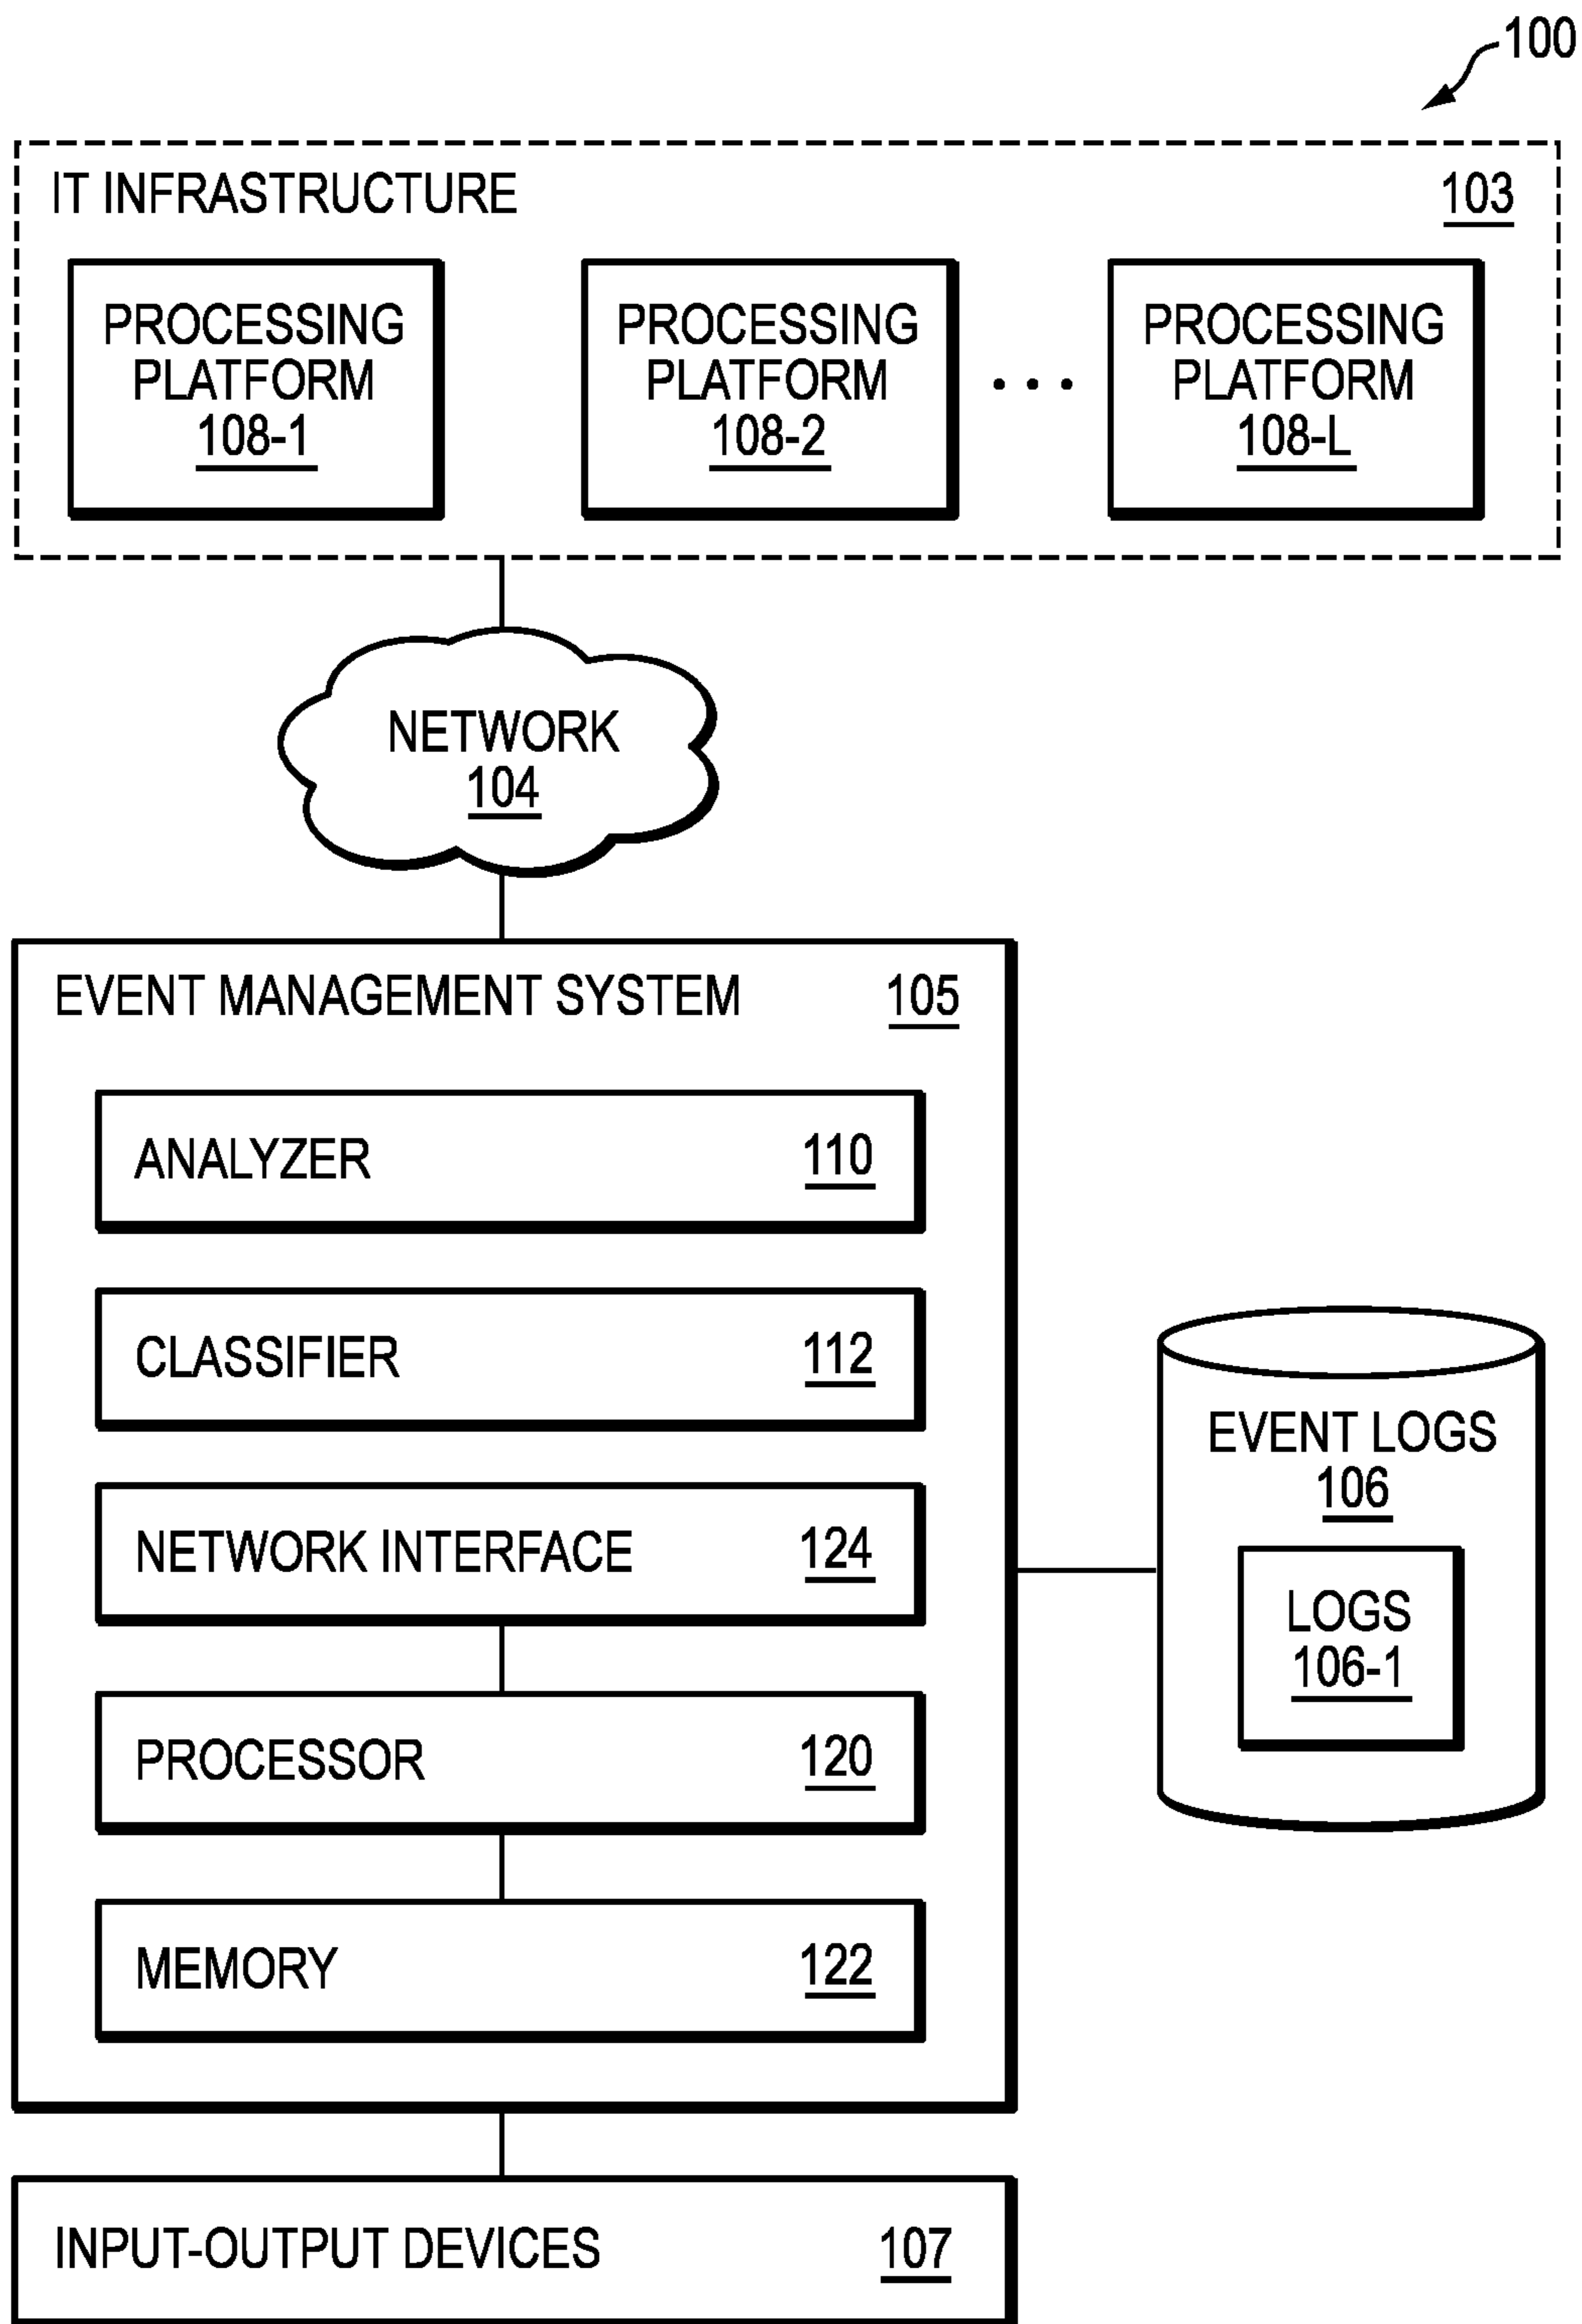 100
IT INFRASTRUCTURE 103
PROCESSING PLATFORM 108-1
PROCESSING PLATFORM 108-2
...
PROCESSING PLATFORM 108-L
NETWORK
104
EVENT MANAGEMENT SYSTEM 105
ANALYZER 110
CLASSIFIER 112
NETWORK INTERFACE 124
PROCESSOR 120
MEMORY 122
EVENT LOGS
106
LOGS
106-1
INPUT-OUTPUT DEVICES 107